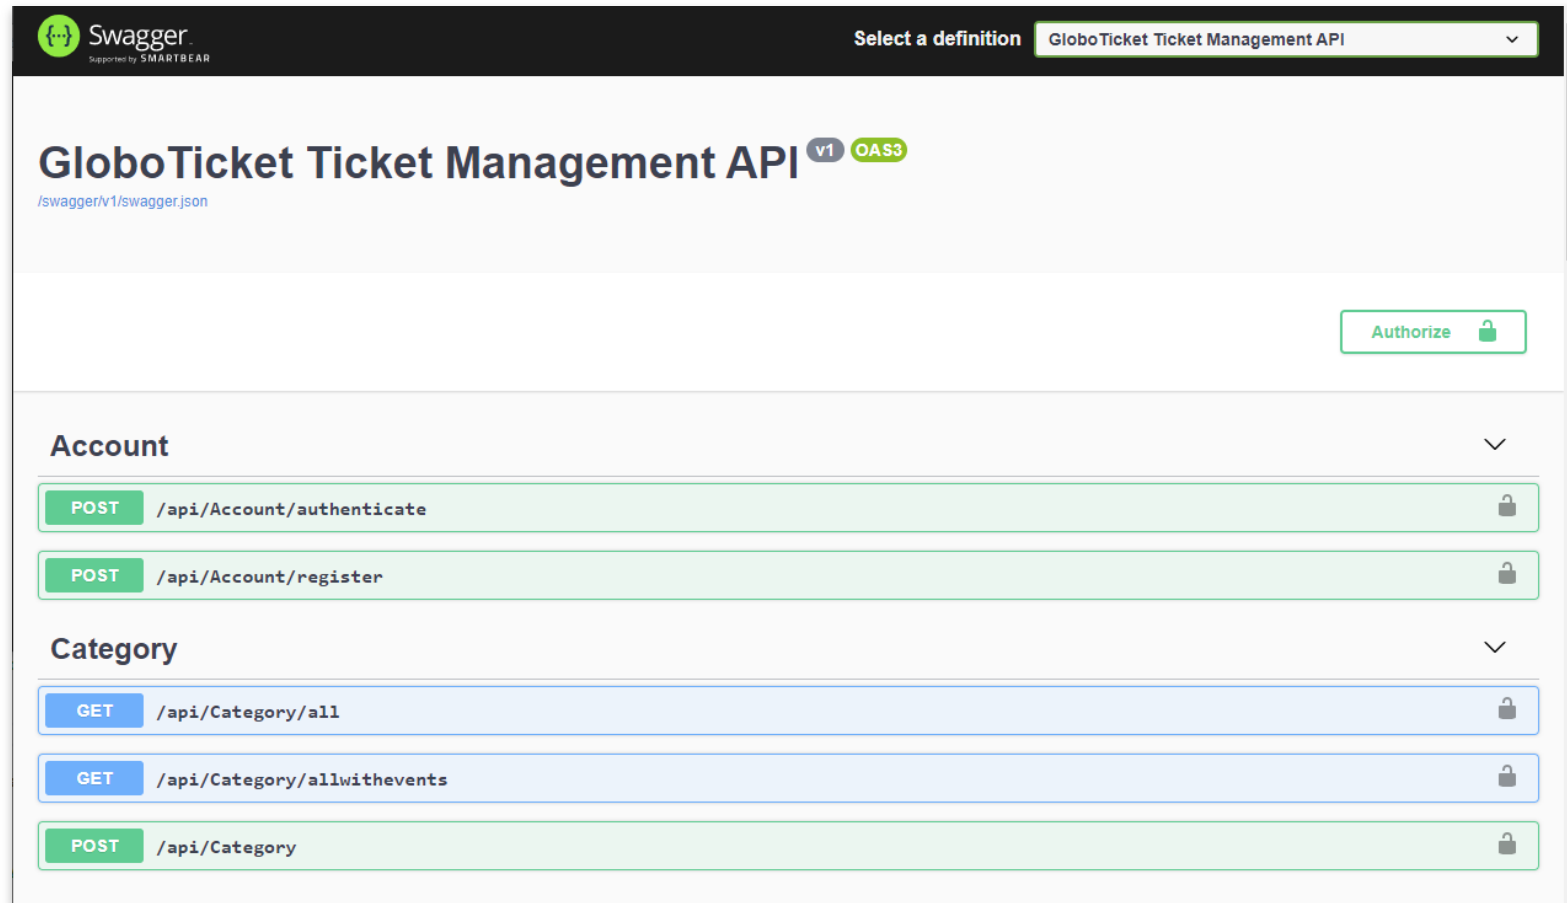 {···} Swagger.
Supported by SMARTBEAR
Select a definition
GloboTicket Ticket Management API
GloboTicket Ticket Management API v1 OAS3
/swagger/v1/swagger.json
Authorize
Account
POST /api/Account/authenticate
POST /api/Account/register
Category
GET /api/Category/all
GET /api/Category/allwithevents
POST /api/Category